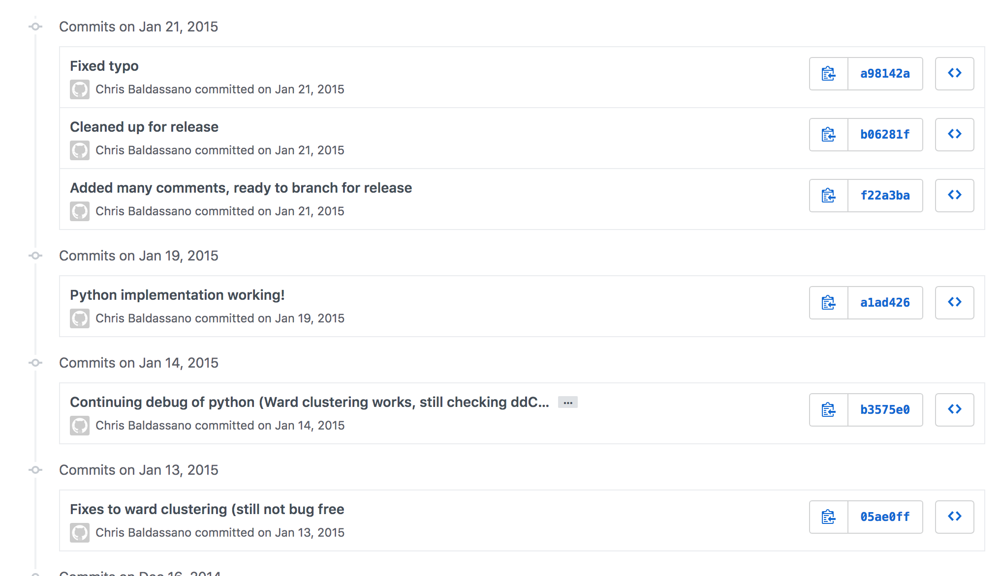 Commits on Jan 21, 2015
Fixed typo
Chris Baldassano committed on Jan 21, 2015
a98142a
Cleaned up for release
Chris Baldassano committed on Jan 21, 2015
b06281f
Added many comments, ready to branch for release
Chris Baldassano committed on Jan 21, 2015
f22a3ba
Commits on Jan 19, 2015
Python implementation working!
Chris Baldassano committed on Jan 19, 2015
a1ad426
Commits on Jan 14, 2015
Continuing debug of python (Ward clustering works, still checking ddC... ...
Chris Baldassano committed on Jan 14, 2015
b3575e0
Commits on Jan 13, 2015
Fixes to ward clustering (still not bug free
Chris Baldassano committed on Jan 13, 2015
05ae0ff
Commits on Dec 16, 2014